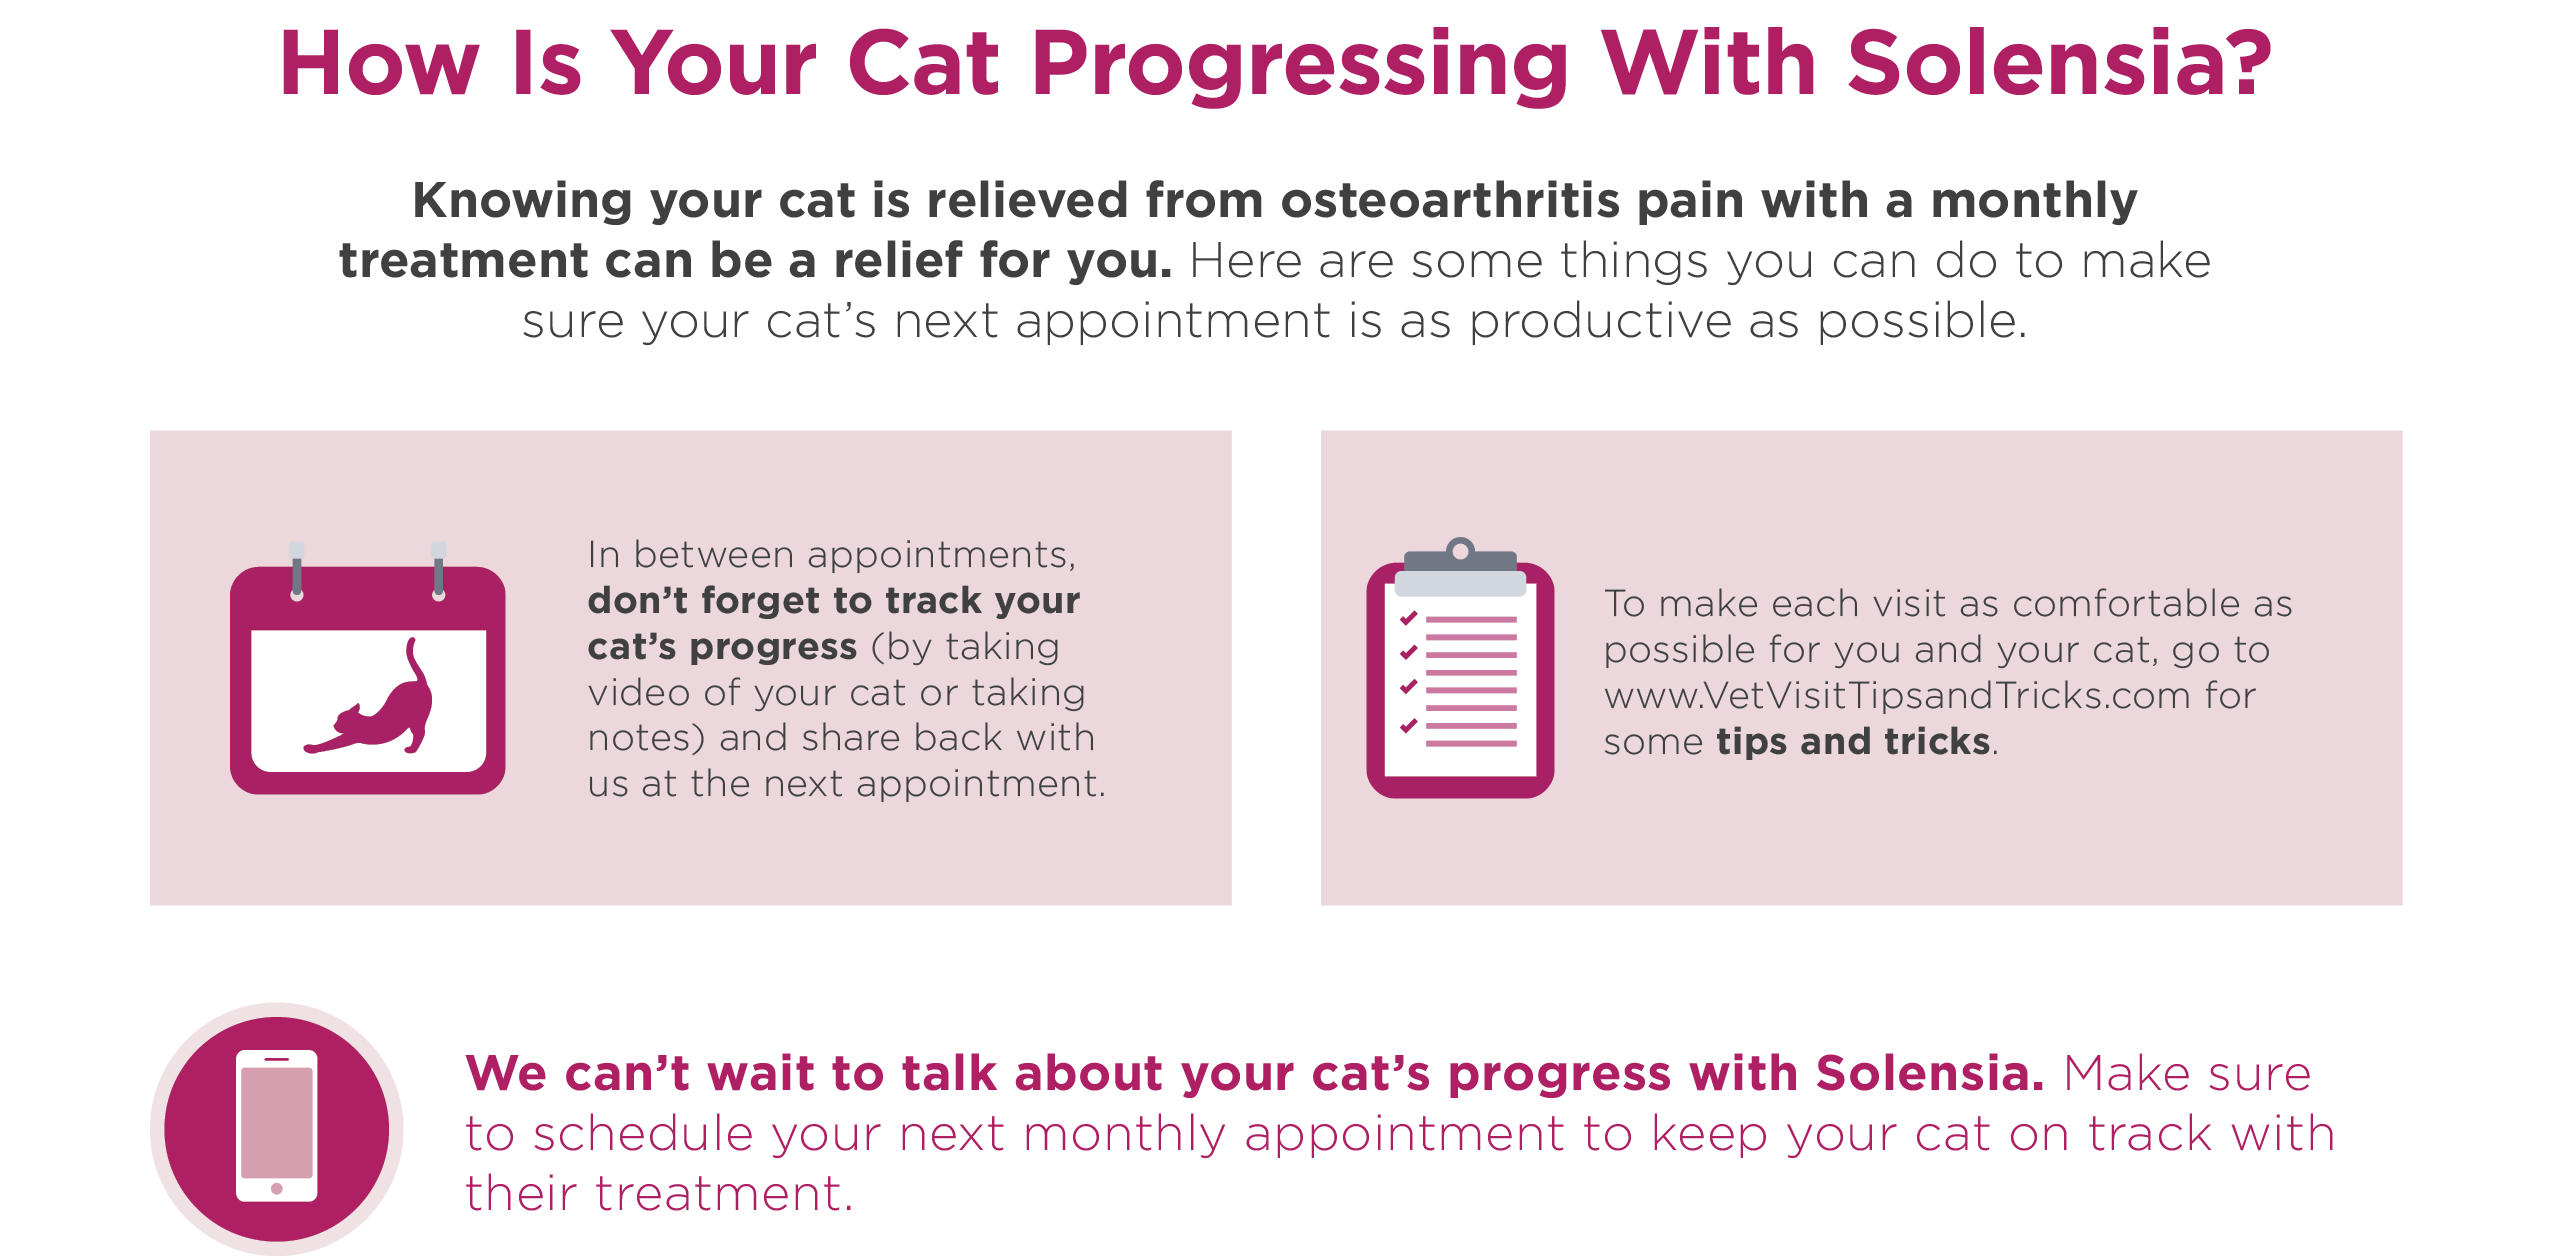 How Is Your Cat Progressing With Solensia?
Knowing your cat is relieved from osteoarthritis pain with a monthly
treatment can be a relief for you. Here are some things you can do to make
sure your cat’s next appointment is as productive as possible.
In between appointments,
don’t forget to track your
cat’s progress (by taking
video of your cat or taking
notes) and share back with
us at the next appointment.
To make each visit as comfortable as
possible for you and your cat, go to
www.VetVisitTipsandTricks.com for
some tips and tricks.
We can’t wait to talk about your cat’s progress with Solensia. Make sure
to schedule your next monthly appointment to keep your cat on track with
their treatment.